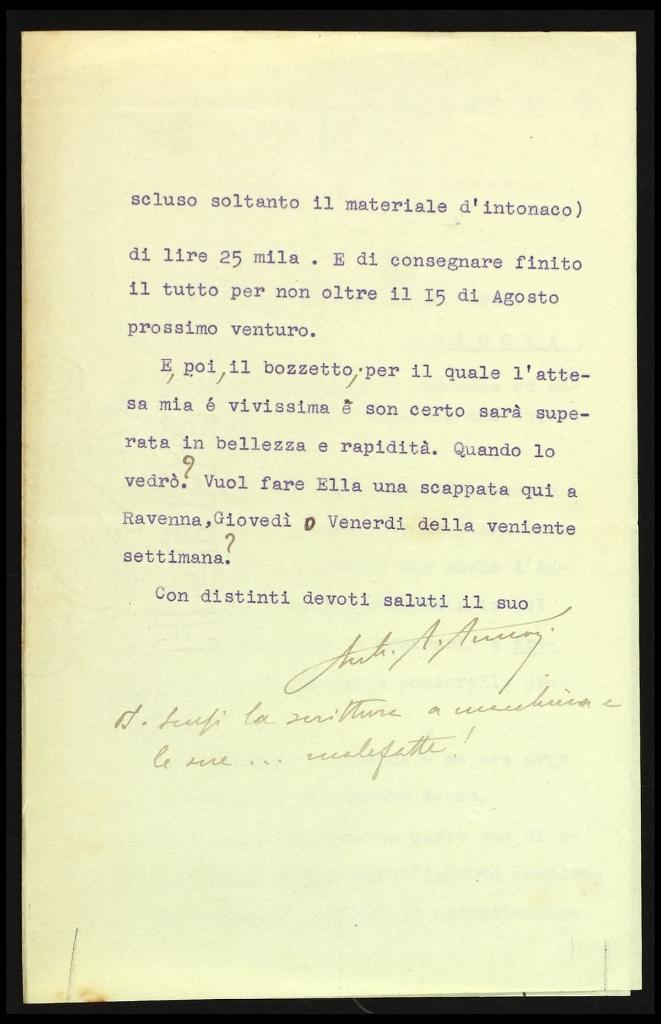 scluso soltanto il materiale d'intonaco)
di lire 25 mila . E di consegnare finito
il tutto per non oltre il I5 di Agosto
prossimo venturo.
E, poi, il bozzetto, per il quale l'atte-
sa mia é vivissima e son certo sarà supe-
rata in bellezza e rapidità. Quando lo
vedrò? Vuol fare Ella una scappata qui a
Ravenna,Giovedì o Venerdi della veniente
settimana?
Con distinti devoti saluti il suo
scusi la scrittura a macchina e
le sue ... malefatte!